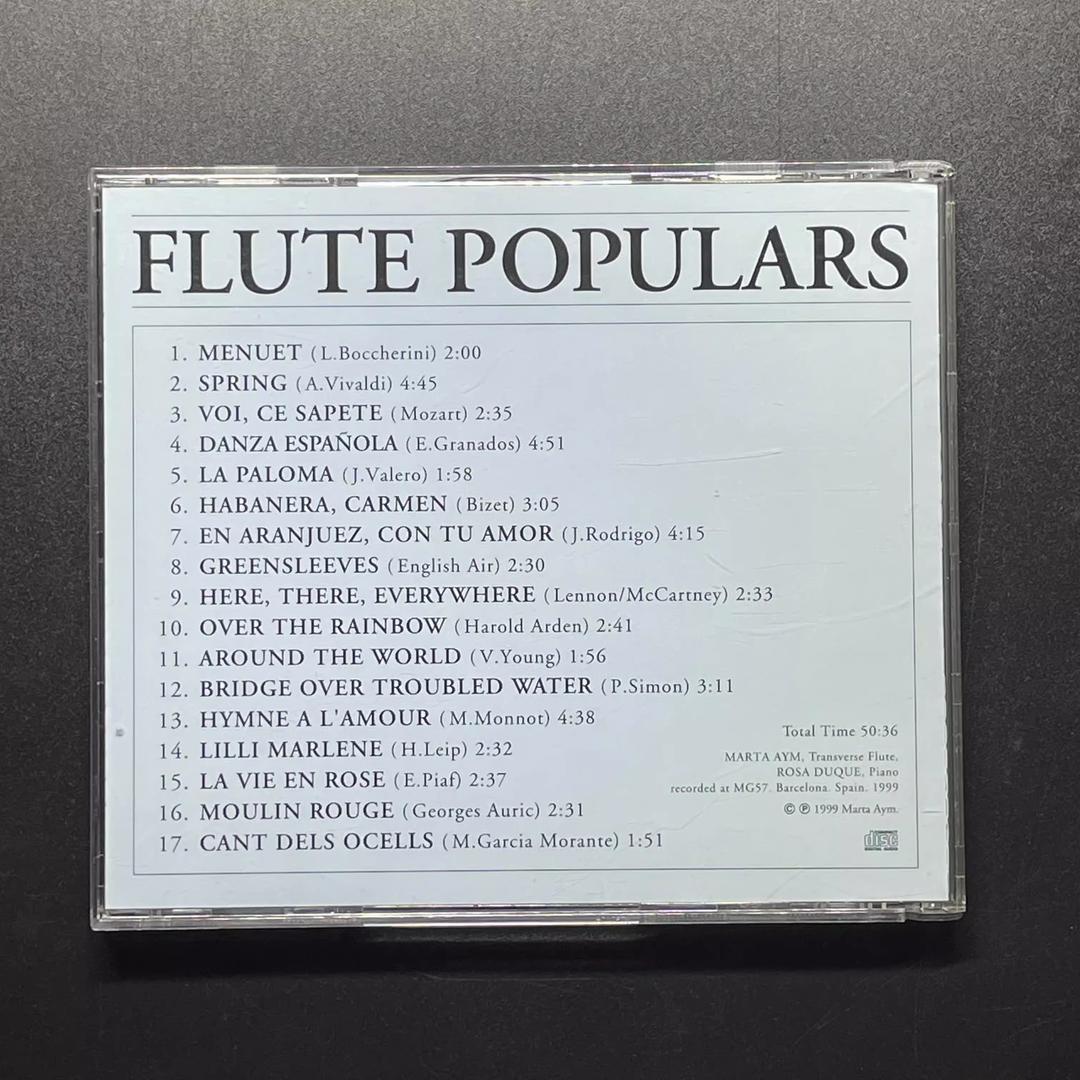 FLUTE POPULARS
1. MENUET (L.Boccherini) 2:00
2. SPRING (A.Vivaldi) 4:45
3. VOI, CE SAPETE (Mozart) 2:35
4. DANZA ESPAÑOLA (E.Granados) 4:51
5. LA PALOMA (J.Valero) 1:58
6. HABANERA, CARMEN (Bizet) 3:05
7. EN ARANJUEZ, CON TU AMOR (J.Rodrigo) 4:15
8. GREENSLEEVES (English Air) 2:30
9. HERE, THERE, EVERYWHERE (Lennon/McCartney) 2:33
10. OVER THE RAINBOW (Harold Arden) 2:41
11. AROUND THE WORLD (V.Young) 1:56
12. BRIDGE OVER TROUBLED WATER (P.Simon) 3:11
13. HYMNE A L'AMOUR (M.Monnot) 4:38
14. LILLI MARLENE (H.Leip) 2:32
15. LA VIE EN ROSE (E.Piaf) 2:37
16. MOULIN ROUGE (Georges Auric) 2:31
17. CANT DELS OCELLS (M.Garcia Morante) 1:51
Total Time 50:36
MARTA AYM, Transverse Flute,
ROSA DUQUE, Piano
recorded at MG57. Barcelona. Spain. 1999
© ℗ 1999 Marta Aym.
disc
DIGITAL AUDIO